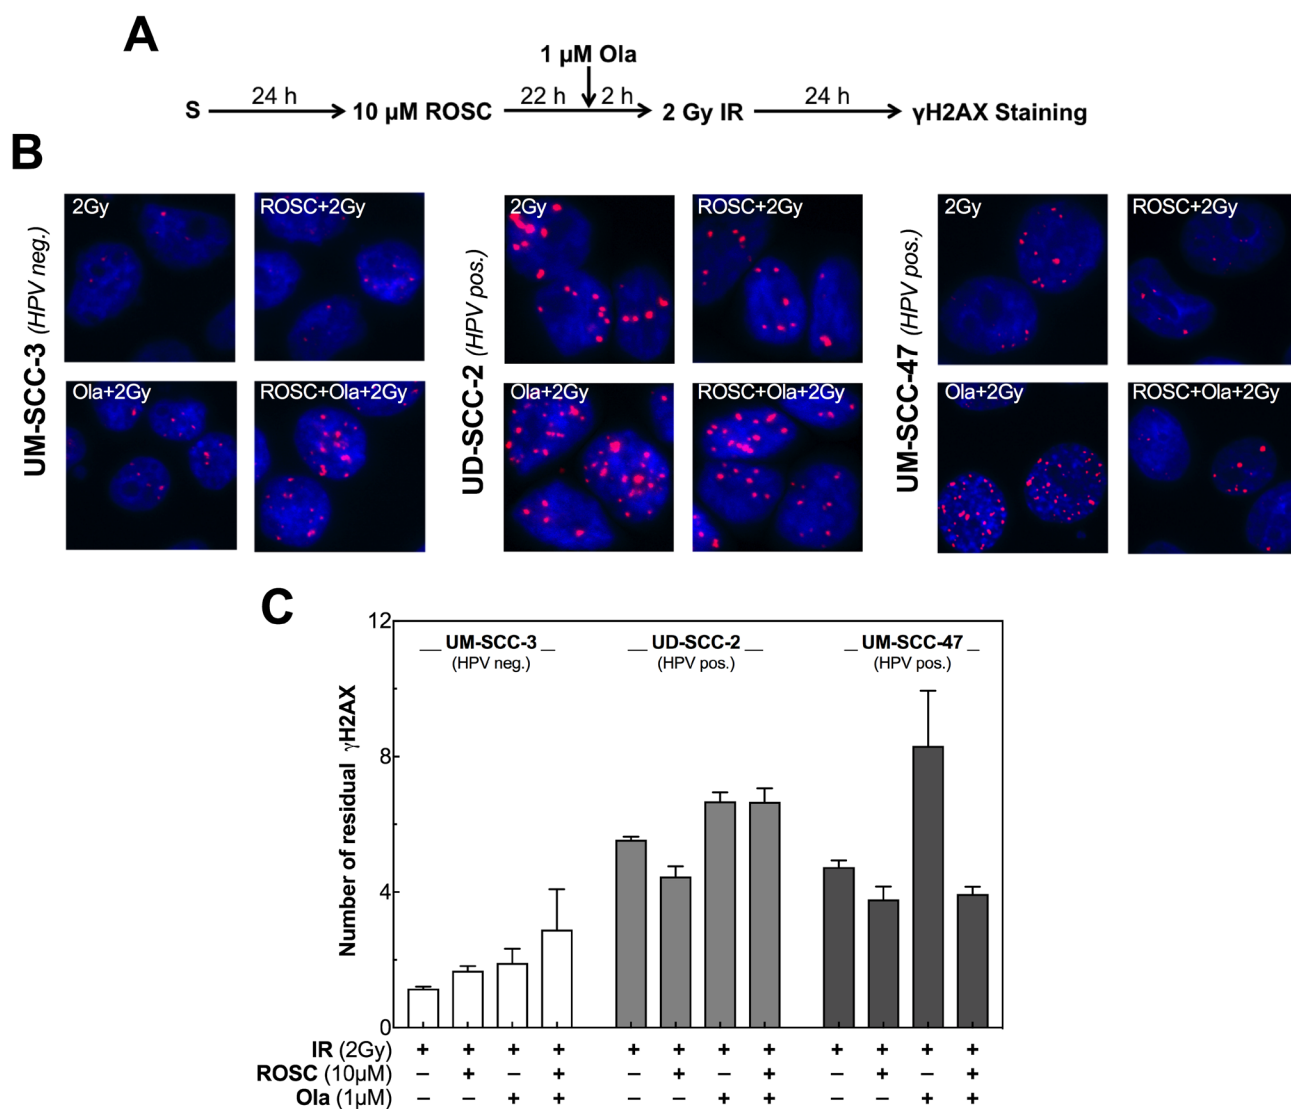 A
1 µM Ola
S 24 h 10 µM ROSC 22 h 2 h 2 Gy IR 24 h γH2AX Staining
B
UM-SCC-3 (HPV neg.)
2Gy
ROSC+2Gy
Ola+2Gy
ROSC+Ola+2Gy
UD-SCC-2 (HPV pos.)
2Gy
ROSC+2Gy
Ola+2Gy
ROSC+Ola+2Gy
UM-SCC-47 (HPV pos.)
2Gy
ROSC+2Gy
Ola+2Gy
ROSC+Ola+2Gy
C
Number of residual γH2AX
12
8
4
0
UM-SCC-3
(HPV neg.)
UD-SCC-2
(HPV pos.)
UM-SCC-47
(HPV pos.)
IR (2Gy) + + + + + + + + + + + +
ROSC (10µM) – + – + – + – + – + – +
Ola (1µM) – – + + – – + + – – + +